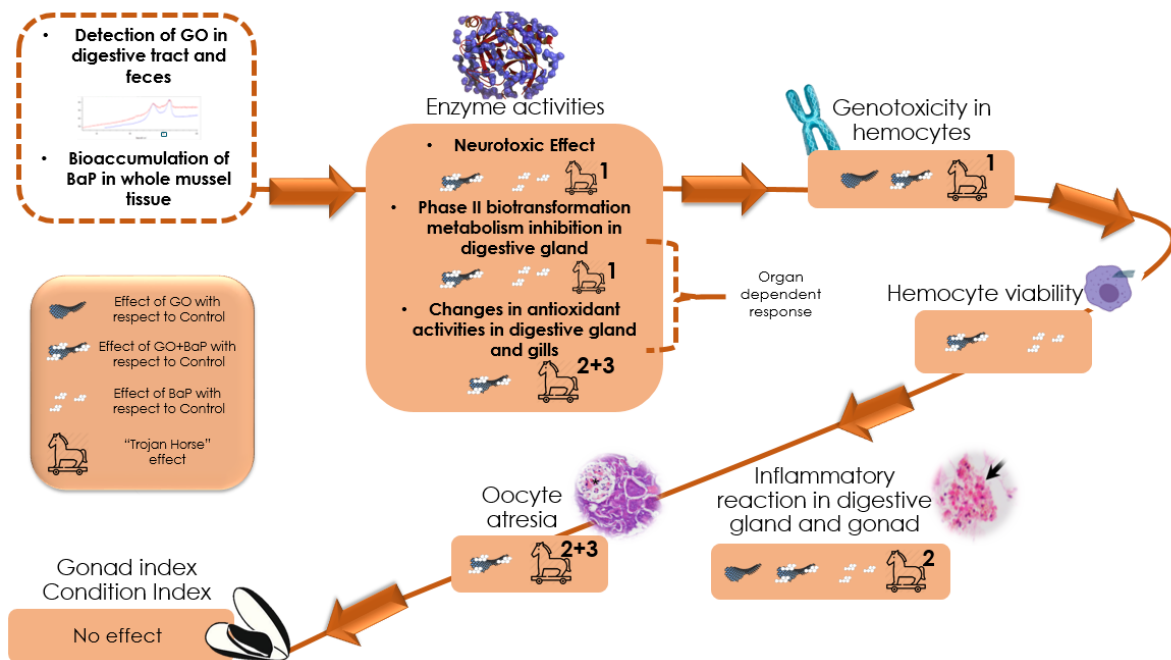 • Detection of GO in
digestive tract and
feces
• Bioaccumulation of
BaP in whole mussel
tissue
Enzyme activities
• Neurotoxic Effect
1
• Phase II biotransformation
metabolism inhibition in
digestive gland
1
• Changes in antioxidant
activities in digestive gland
and gills
2+3
Organ
dependent
response
Genotoxicity in
hemocytes
1
Hemocyte viability
Effect of GO with
respect to Control
Effect of GO+BaP with
respect to Control
Effect of BaP with
respect to Control
“Trojan Horse”
effect
Inflammatory
reaction in digestive
gland and gonad
2
Oocyte
atresia
*
2+3
Gonad index
Condition Index
No effect